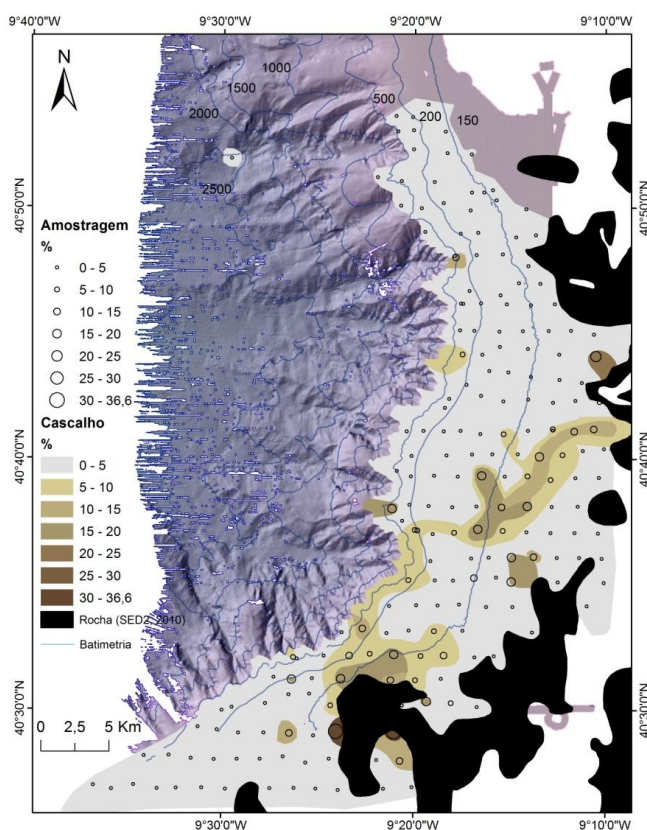 9°40'0"W 9°30'0"W 9°20'0"W 9°10'0"W
N
1000
1500
2000
500
200
150
2500
40°50'0"N 40°50'0"N
Amostragem
%
0 - 5
5 - 10
10 - 15
15 - 20
20 - 25
25 - 30
30 - 36,6
Cascalho
%
0 - 5
5 - 10
10 - 15
15 - 20
20 - 25
25 - 30
30 - 36,6
Rocha (SED2, 2010)
Batimetria
40°40'0"N 40°40'0"N
40°30'0"N 40°30'0"N
0 2,5 5 Km
9°30'0"W 9°20'0"W 9°10'0"W